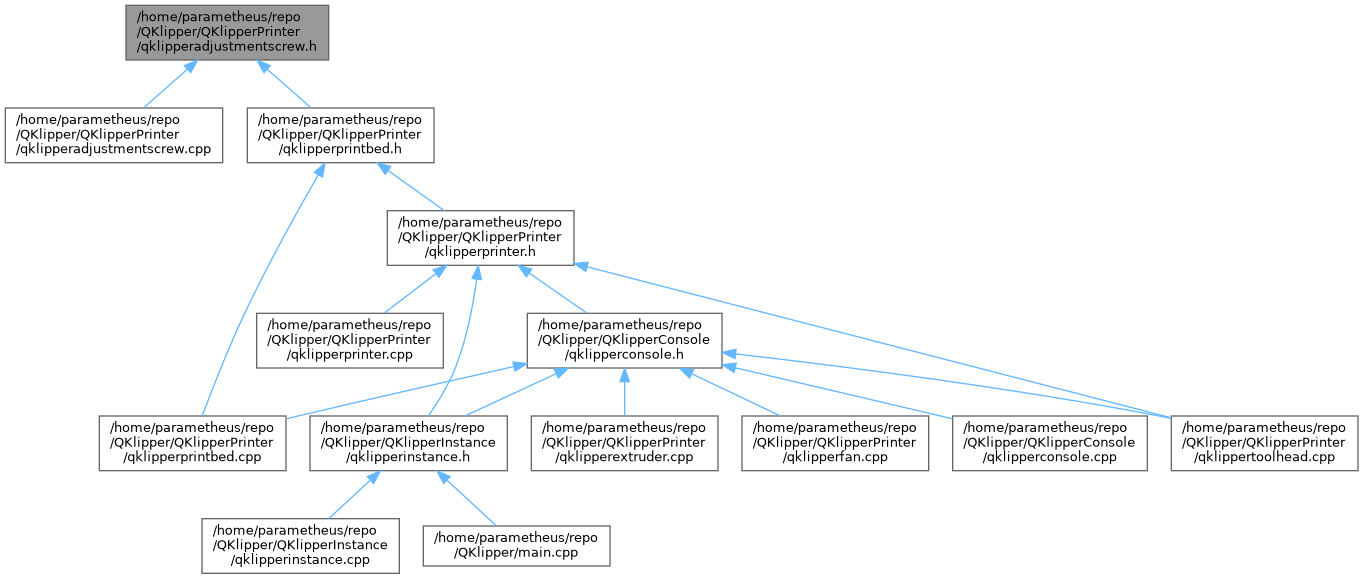 /home/parametheus/repo
/QKlipper/QKlipperPrinter
/qklipperadjustmentscrew.h
/home/parametheus/repo
/QKlipper/QKlipperPrinter
/qklipperadjustmentscrew.cpp
/home/parametheus/repo
/QKlipper/QKlipperPrinter
/qklipperprintbed.h
/home/parametheus/repo
/QKlipper/QKlipperPrinter
/qklipperprinter.h
/home/parametheus/repo
/QKlipper/QKlipperPrinter
/qklipperprinter.cpp
/home/parametheus/repo
/QKlipper/QKlipperConsole
/qklipperconsole.h
/home/parametheus/repo
/QKlipper/QKlipperPrinter
/qklipperprintbed.cpp
/home/parametheus/repo
/QKlipper/QKlipperInstance
/qklipperinstance.h
/home/parametheus/repo
/QKlipper/QKlipperPrinter
/qklipperextruder.cpp
/home/parametheus/repo
/QKlipper/QKlipperPrinter
/qklipperfan.cpp
/home/parametheus/repo
/QKlipper/QKlipperConsole
/qklipperconsole.cpp
/home/parametheus/repo
/QKlipper/QKlipperPrinter
/qklippertoolhead.cpp
/home/parametheus/repo
/QKlipper/QKlipperInstance
/qklipperinstance.cpp
/home/parametheus/repo
/QKlipper/main.cpp